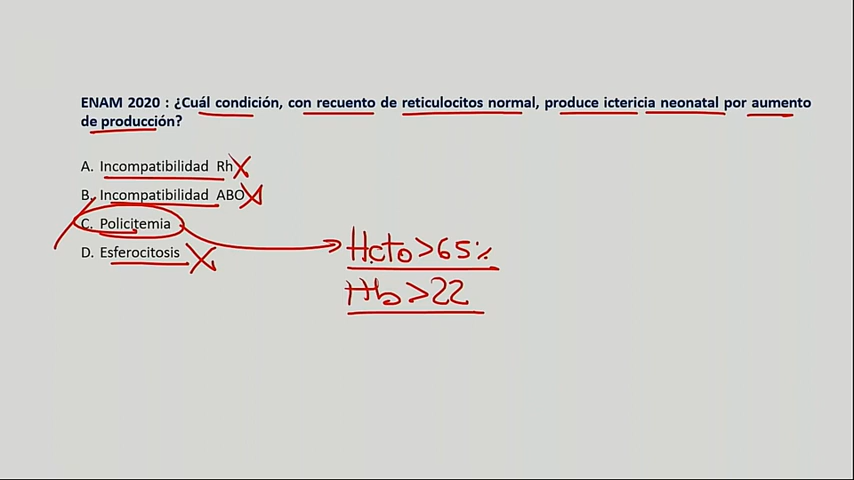 ENAM 2020 : ¿Cuál condición, con recuento de reticulocitos normal, produce ictericia neonatal por aumento
de producción?
A. Incompatibilidad Rh
B. Incompatibilidad ABO
C. Policitemia
D. Esferocitosis
Hcto>65%
Hb>22